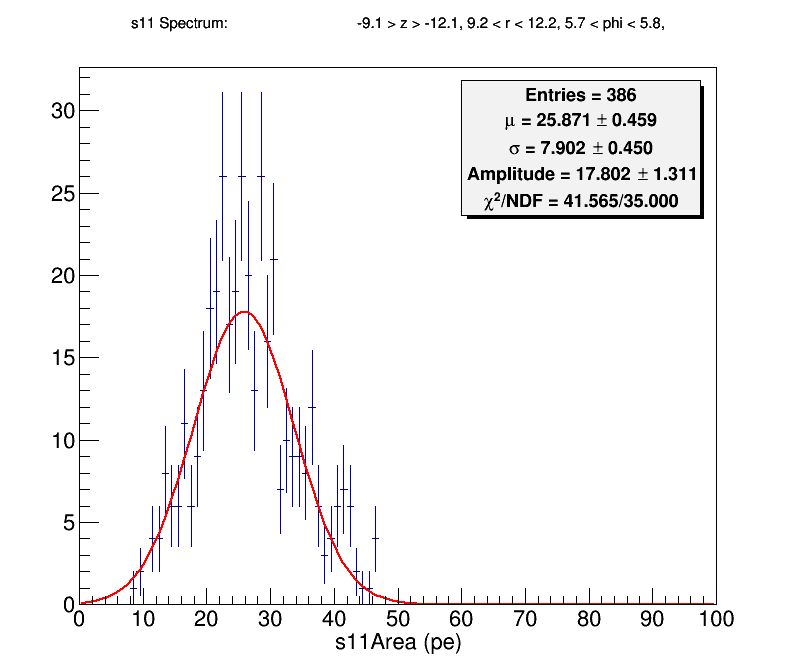 s11 Spectrum: -9.1 > z > -12.1, 9.2 < r < 12.2, 5.7 < phi < 5.8,
Entries = 386
μ = 25.871 ± 0.459
σ = 7.902 ± 0.450
Amplitude = 17.802 ± 1.311
χ²/NDF = 41.565/35.000
30
25
20
15
10
5
0
0 10 20 30 40 50 60 70 80 90 100
s11Area (pe)